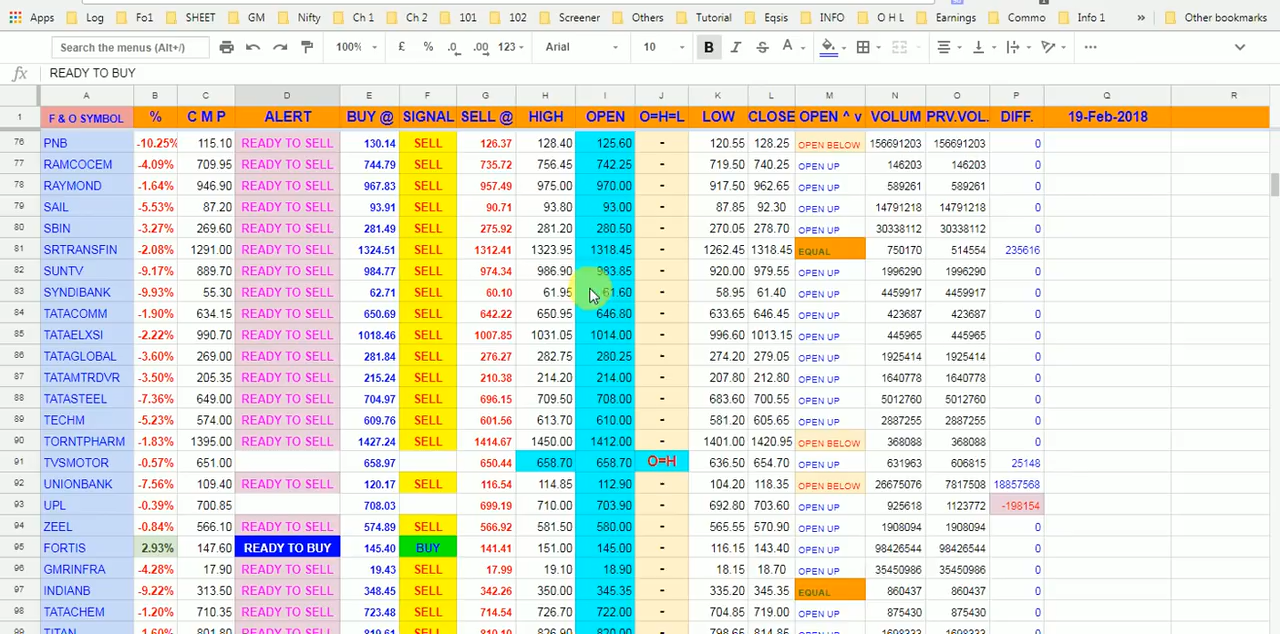 Apps Log Fo1 SHEET GM Nifty Ch 1 Ch 2 101 102 Screener Others Tutorial Eqsis INFO O H L Earnings Commo Info 1 » Other bookmarks
Search the menus (Alt+/) 100% £ % .0 .00 123 Arial 10 B I S A
fx READY TO BUY
A B C D E F G H I J K L M N O P Q R
1 F & O SYMBOL % C M P ALERT BUY @ SIGNAL SELL @ HIGH OPEN O=H=L LOW CLOSE OPEN ^ v VOLUM PRV.VOL. DIFF. 19-Feb-2018
76 PNB -10.25% 115.10 READY TO SELL 130.14 SELL 126.37 128.40 125.60 - 120.55 128.25 OPEN BELOW 156691203 156691203 0
77 RAMCOCEM -4.09% 709.95 READY TO SELL 744.79 SELL 735.72 756.45 742.25 - 719.50 740.25 OPEN UP 146203 146203 0
78 RAYMOND -1.64% 946.90 READY TO SELL 967.83 SELL 957.49 975.00 970.00 - 917.50 962.65 OPEN UP 589261 589261 0
79 SAIL -5.53% 87.20 READY TO SELL 93.91 SELL 90.71 93.80 93.00 - 87.85 92.30 OPEN UP 14791218 14791218 0
80 SBIN -3.27% 269.60 READY TO SELL 281.49 SELL 275.92 281.20 280.50 - 270.05 278.70 OPEN UP 30338112 30338112 0
81 SRTRANSFIN -2.08% 1291.00 READY TO SELL 1324.51 SELL 1312.41 1323.95 1318.45 - 1262.45 1318.45 EQUAL 750170 514554 235616
82 SUNTV -9.17% 889.70 READY TO SELL 984.77 SELL 974.34 986.90 983.85 - 920.00 979.55 OPEN UP 1996290 1996290 0
83 SYNDIBANK -9.93% 55.30 READY TO SELL 62.71 SELL 60.10 61.95 61.60 - 58.95 61.40 OPEN UP 4459917 4459917 0
84 TATACOMM -1.90% 634.15 READY TO SELL 650.69 SELL 642.22 650.95 646.80 - 633.65 646.45 OPEN UP 423687 423687 0
85 TATAELXSI -2.22% 990.70 READY TO SELL 1018.46 SELL 1007.85 1031.05 1014.00 - 996.60 1013.15 OPEN UP 445965 445965 0
86 TATAGLOBAL -3.60% 269.00 READY TO SELL 281.84 SELL 276.27 282.75 280.25 - 274.20 279.05 OPEN UP 1925414 1925414 0
87 TATAMTRDVR -3.50% 205.35 READY TO SELL 215.24 SELL 210.38 214.20 214.00 - 207.80 212.80 OPEN UP 1640778 1640778 0
88 TATASTEEL -7.36% 649.00 READY TO SELL 704.97 SELL 696.16 709.50 708.00 - 683.60 700.55 OPEN UP 5012760 5012760 0
89 TECHM -5.23% 574.00 READY TO SELL 609.76 SELL 601.56 613.70 610.00 - 581.20 605.65 OPEN UP 2887255 2887255 0
90 TORNTPHARM -1.83% 1395.00 READY TO SELL 1427.24 SELL 1414.67 1450.00 1412.00 - 1401.00 1420.95 OPEN BELOW 368088 368088 0
91 TVSMOTOR -0.57% 651.00 658.97 650.44 658.70 658.70 O=H 636.50 654.70 OPEN UP 631963 606815 25148
92 UNIONBANK -7.56% 109.40 READY TO SELL 120.17 SELL 116.54 114.85 112.90 - 104.20 118.35 OPEN BELOW 26675076 7817508 18857568
93 UPL -0.39% 700.85 708.03 699.19 710.00 703.90 - 692.80 703.60 OPEN UP 925618 1123772 -198154
94 ZEEL -0.84% 566.10 READY TO SELL 574.89 SELL 566.92 581.50 580.00 - 565.55 570.90 OPEN UP 1908094 1908094 0
95 FORTIS 2.93% 147.60 READY TO BUY 145.40 BUY 141.41 151.00 145.00 - 116.15 143.40 OPEN UP 98426544 98426544 0
96 GMRINFRA -4.28% 17.90 READY TO SELL 19.43 SELL 17.99 19.10 18.90 - 18.15 18.70 OPEN UP 35450986 35450986 0
97 INDIANB -9.22% 313.50 READY TO SELL 348.45 SELL 342.26 350.00 345.35 - 335.20 345.35 EQUAL 860437 860437 0
98 TATACHEM -1.20% 710.35 READY TO SELL 723.48 SELL 714.54 726.70 722.00 - 704.85 719.00 OPEN UP 875430 875430 0
99 TITAN -1.60% 801.80 READY TO SELL 819.61 SELL 810.10 826.90 820.00 - 798.65 814.85 OPEN UP 1698333 1698333 0